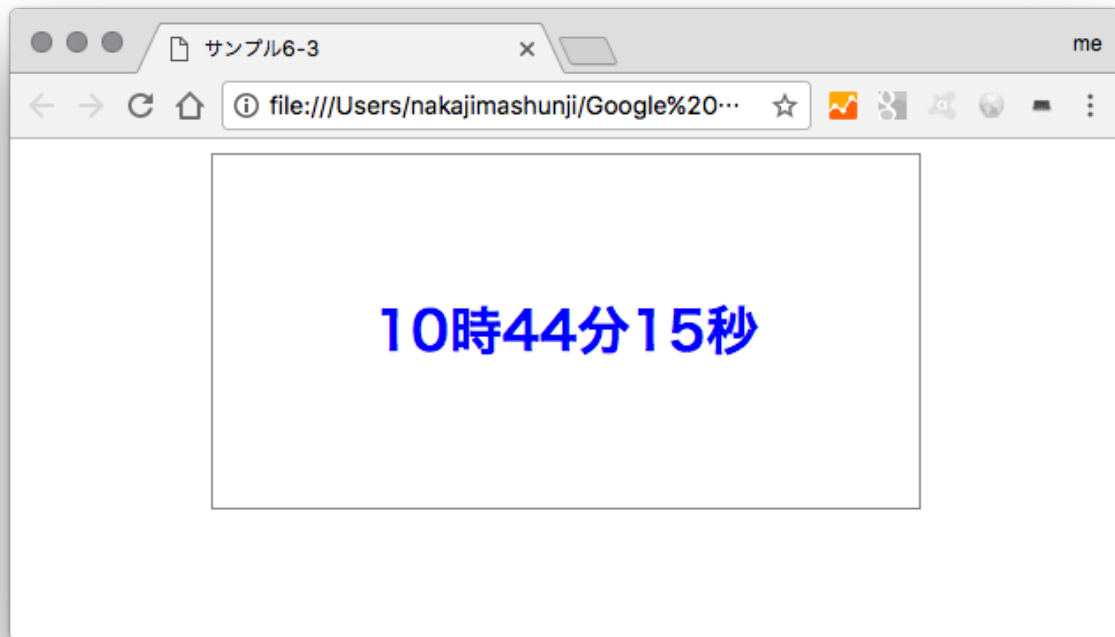 サンプル6-3
me
file:///Users/nakajimashunji/Google%20…
10時44分15秒